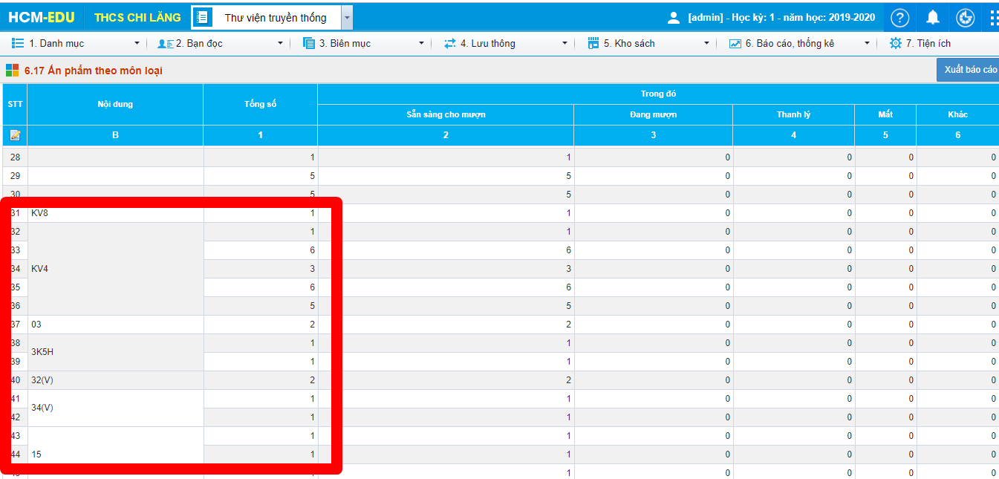 HCM-EDU THCS CHI LĂNG Thư viện truyền thống [admin] - Học kỳ: 1 - năm học: 2019-2020 ?
1. Danh mục 2. Bạn đọc 3. Biên mục 4. Lưu thông 5. Kho sách 6. Báo cáo, thống kê 7. Tiện ích
6.17 Ấn phẩm theo môn loại Xuất báo cáo
STT Nội dung Tổng số Trong đó
Sẵn sàng cho mượn Đang mượn Thanh lý Mất Khác
B 1 2 3 4 5 6
28 1 1 0 0 0 0
29 5 5 0 0 0 0
30 5 5 0 0 0 0
31 KV8 1 1 0 0 0 0
32 1 1 0 0 0 0
33 6 6 0 0 0 0
34 KV4 3 3 0 0 0 0
35 6 6 0 0 0 0
36 5 5 0 0 0 0
37 03 2 2 0 0 0 0
38 1 1 0 0 0 0
3K5H
39 1 1 0 0 0 0
40 32(V) 2 2 0 0 0 0
41 1 1 0 0 0 0
34(V)
42 1 1 0 0 0 0
43 1 1 0 0 0 0
44 15 1 1 0 0 0 0
1 0 0 0 0